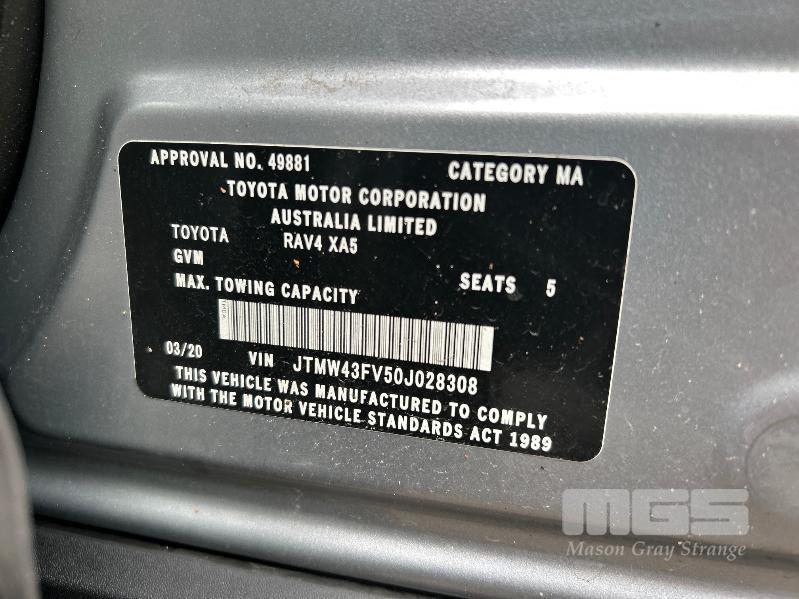 APPROVAL NO. 49881 CATEGORY MA
TOYOTA MOTOR CORPORATION
AUSTRALIA LIMITED
TOYOTA RAV4 XA5
GVM SEATS 5
MAX. TOWING CAPACITY
03/20 VIN JTMW43FV50J028308
THIS VEHICLE WAS MANUFACTURED TO COMPLY
WITH THE MOTOR VEHICLE STANDARDS ACT 1989
MGS
Mason Gray Strange